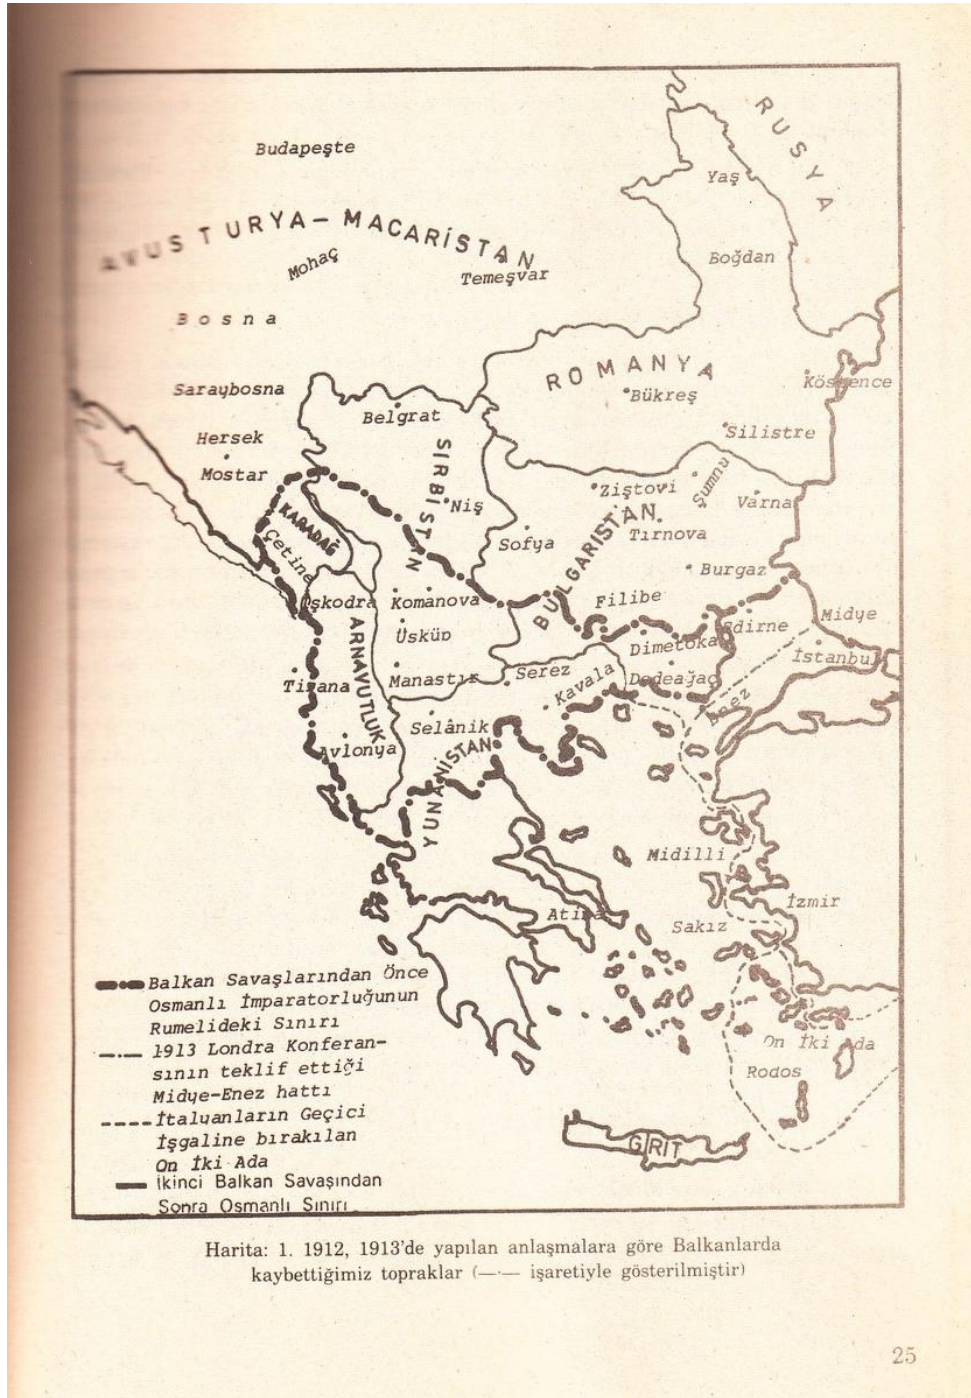 Budapeşte
RUSYA
Yaş
AVUSTURYA-MACARİSTAN
Mohaç
Temeşvar
Boğdan
Bosna
ROMANYA
Bükreş
Köstence
Saraybosna
Belgrat
Silistre
Hersek
Mostar
SIRBİSTAN
Niş
Ziştovi
Şumnu
Varna
KARADAĞ
Çetine
Sofya
BULGARİSTAN
Tırnova
Burgaz
İşkodra
Komanova
Filibe
Edirne
Midye
ARNAVUTLUK
Üsküp
Dimetoka
İstanbul
Tirana
Manastır
Serez
Kavala
Dedeağaç
Enez
Avlonya
Selânik
YUNANİSTAN
Midilli
İzmir
Atina
Sakız
On İki Ada
Rodos
GİRİT
Balkan Savaşlarından Önce
Osmanlı İmparatorluğunun
Rumelideki Sınırı
1913 Londra Konferan-
sının teklif ettiği
Midye-Enez hattı
İtalyanların Geçici
İşgaline bırakılan
On İki Ada
İkinci Balkan Savaşından
Sonra Osmanlı Sınırı
Harita: 1. 1912, 1913'de yapılan anlaşmalara göre Balkanlarda
kaybettiğimiz topraklar (—·— işaretiyle gösterilmiştir)
25